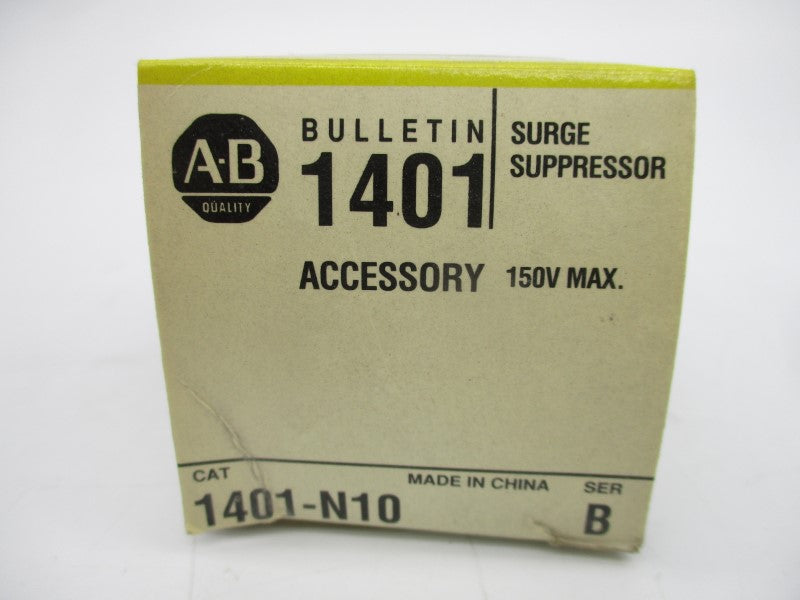 A-B
QUALITY
BULLETIN
1401
SURGE
SUPPRESSOR
ACCESSORY 150V MAX.
CAT
1401-N10
MADE IN CHINA
SER
B